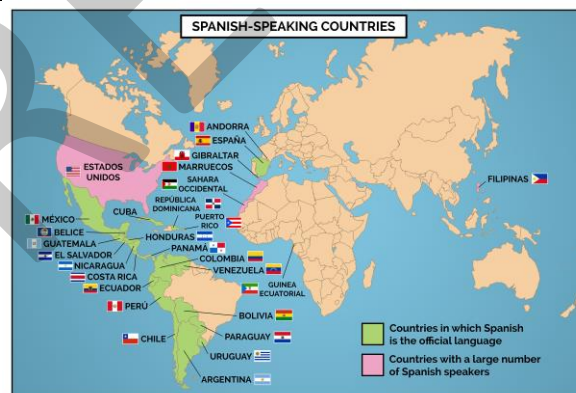 SPANISH-SPEAKING COUNTRIES
ANDORRA
ESPAÑA
GIBRALTAR
MARRUECOS
ESTADOS
UNIDOS
SAHARA
OCCIDENTAL
FILIPINAS
REPÚBLICA
DOMINICANA
CUBA
PUERTO
RICO
MÉXICO
BELICE
HONDURAS
GUATEMALA
PANAMÁ
EL SALVADOR
NICARAGUA
COLOMBIA
COSTA RICA
VENEZUELA
ECUADOR
GUINEA
ECUATORIAL
PERÚ
BOLIVIA
CHILE
PARAGUAY
URUGUAY
ARGENTINA
Countries in which Spanish
is the official language
Countries with a large number
of Spanish speakers